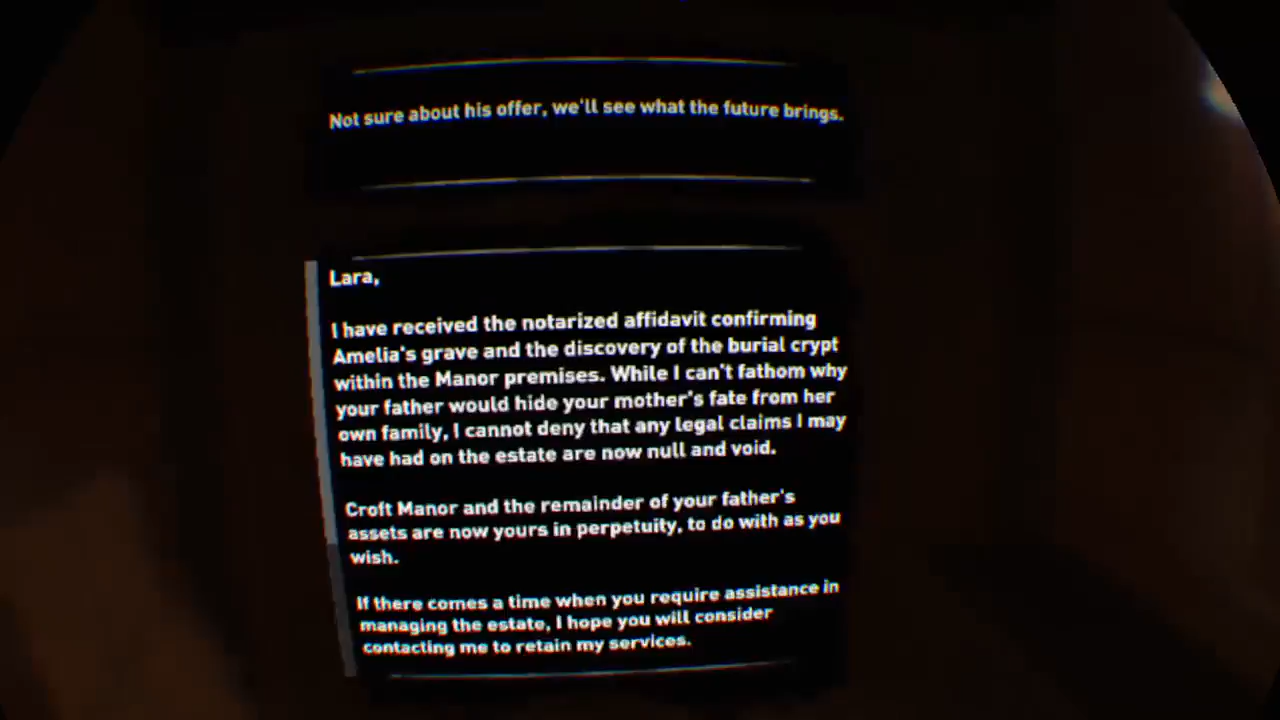 Not sure about his offer, we'll see what the future brings.
Lara,
I have received the notarized affidavit confirming
Amelia's grave and the discovery of the burial crypt
within the Manor premises. While I can't fathom why
your father would hide your mother's fate from her
own family, I cannot deny that any legal claims I may
have had on the estate are now null and void.
Croft Manor and the remainder of your father's
assets are now yours in perpetuity, to do with as you
wish.
If there comes a time when you require assistance in
managing the estate, I hope you will consider
contacting me to retain my services.